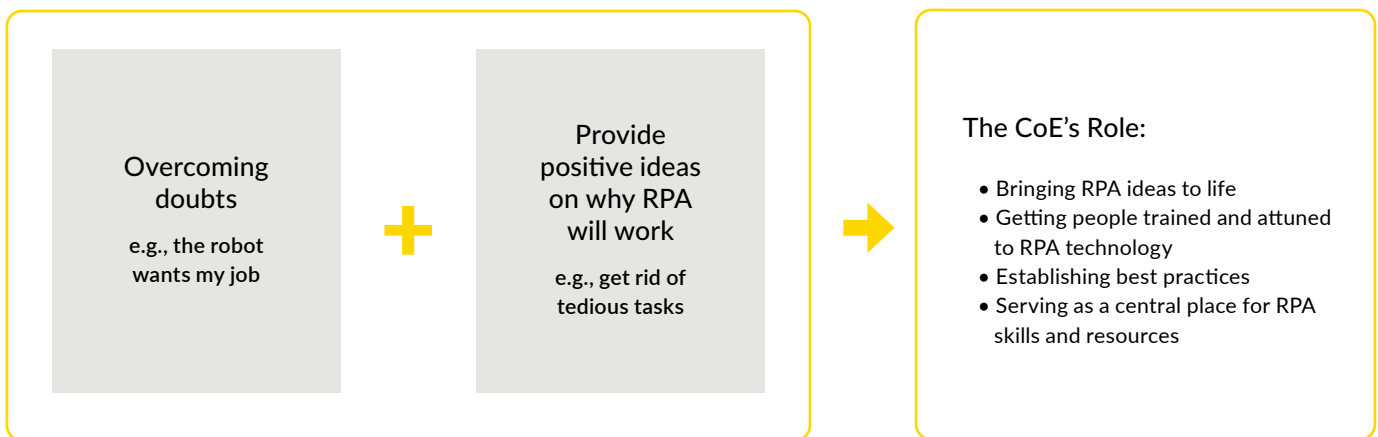 Overcoming
doubts
e.g., the robot
wants my job
Provide
positive ideas
on why RPA
will work
e.g., get rid of
tedious tasks
The CoE’s Role:
• Bringing RPA ideas to life
• Getting people trained and attuned
to RPA technology
• Establishing best practices
• Serving as a central place for RPA
skills and resources